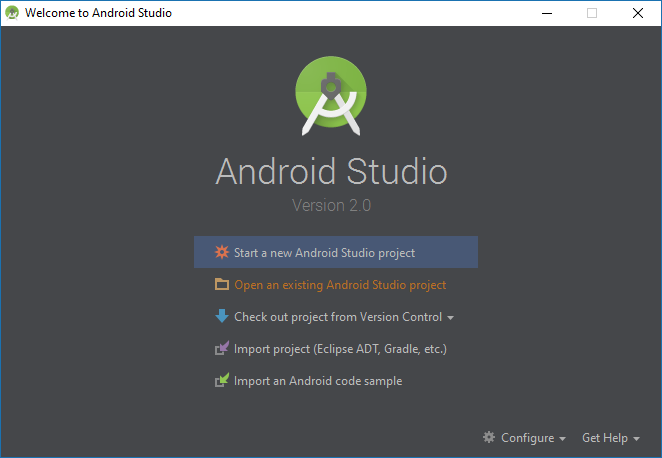 Welcome to Android Studio
Android Studio
Version 2.0
Start a new Android Studio project
Open an existing Android Studio project
Check out project from Version Control
Import project (Eclipse ADT, Gradle, etc.)
Import an Android code sample
Configure Get Help